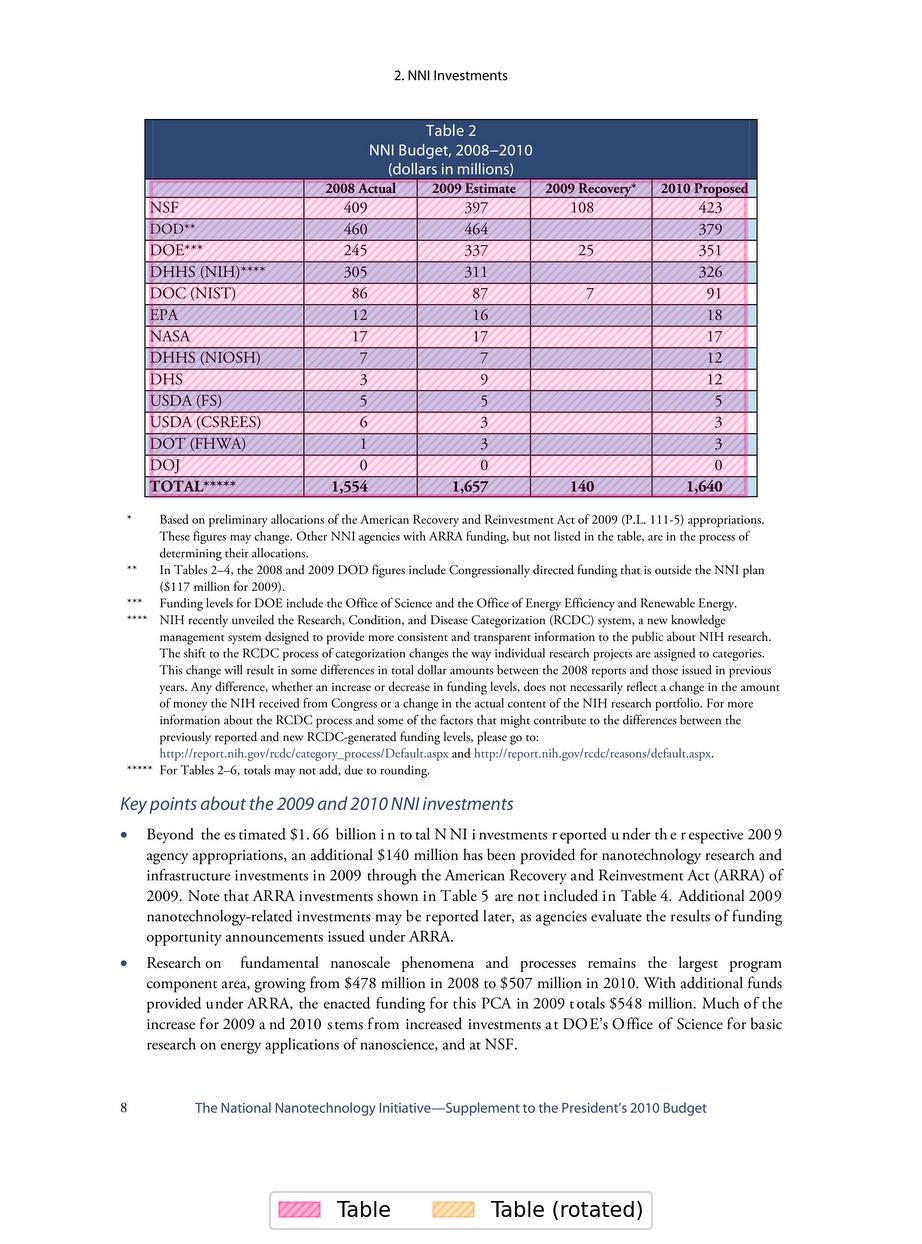 2. NNI Investments
Table 2
NNI Budget, 2008–2010
(dollars in millions)
2008 Actual 2009 Estimate 2009 Recovery* 2010 Proposed
NSF 409 397 108 423
DOD** 460 464 379
DOE*** 245 337 25 351
DHHS (NIH)**** 305 311 326
DOC (NIST) 86 87 7 91
EPA 12 16 18
NASA 17 17 17
DHHS (NIOSH) 7 7 12
DHS 3 9 12
USDA (FS) 5 5 5
USDA (CSREES) 6 3 3
DOT (FHWA) 1 3 3
DOJ 0 0 0
TOTAL***** 1,554 1,657 140 1,640
* Based on preliminary allocations of the American Recovery and Reinvestment Act of 2009 (P.L. 111-5) appropriations.
These figures may change. Other NNI agencies with ARRA funding, but not listed in the table, are in the process of
determining their allocations.
** In Tables 2–4, the 2008 and 2009 DOD figures include Congressionally directed funding that is outside the NNI plan
($117 million for 2009).
*** Funding levels for DOE include the Office of Science and the Office of Energy Efficiency and Renewable Energy.
**** NIH recently unveiled the Research, Condition, and Disease Categorization (RCDC) system, a new knowledge
management system designed to provide more consistent and transparent information to the public about NIH research.
The shift to the RCDC process of categorization changes the way individual research projects are assigned to categories.
This change will result in some differences in total dollar amounts between the 2008 reports and those issued in previous
years. Any difference, whether an increase or decrease in funding levels, does not necessarily reflect a change in the amount
of money the NIH received from Congress or a change in the actual content of the NIH research portfolio. For more
information about the RCDC process and some of the factors that might contribute to the differences between the
previously reported and new RCDC-generated funding levels, please go to:
http://report.nih.gov/rcdc/category_process/Default.aspx and http://report.nih.gov/rcdc/reasons/default.aspx.
***** For Tables 2–6, totals may not add, due to rounding.
Key points about the 2009 and 2010 NNI investments
• Beyond the estimated $1.66 billion in total NNI investments reported under the respective 2009
agency appropriations, an additional $140 million has been provided for nanotechnology research and
infrastructure investments in 2009 through the American Recovery and Reinvestment Act (ARRA) of
2009. Note that ARRA investments shown in Table 5 are not included in Table 4. Additional 2009
nanotechnology-related investments may be reported later, as agencies evaluate the results of funding
opportunity announcements issued under ARRA.
• Research on fundamental nanoscale phenomena and processes remains the largest program
component area, growing from $478 million in 2008 to $507 million in 2010. With additional funds
provided under ARRA, the enacted funding for this PCA in 2009 totals $548 million. Much of the
increase for 2009 and 2010 stems from increased investments at DOE's Office of Science for basic
research on energy applications of nanoscience, and at NSF.
8 The National Nanotechnology Initiative—Supplement to the President's 2010 Budget
Table Table (rotated)